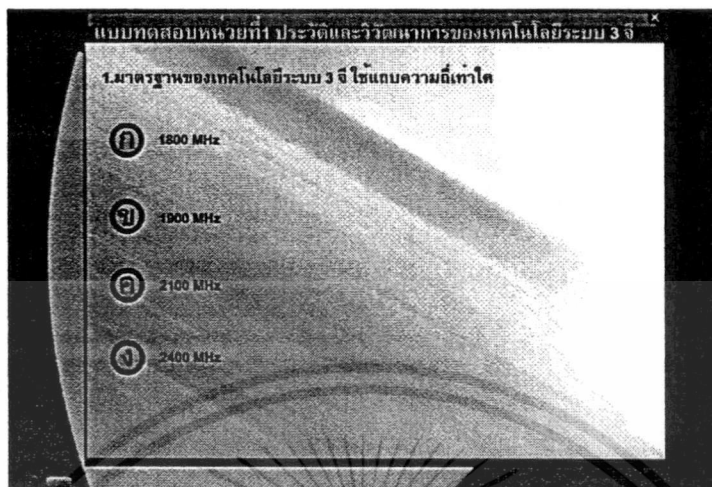 แบบทดสอบหน่วยที่1 ประวัติและวิวัฒนาการของเทคโนโลยีระบบ 3 จี
1.มาตรฐานของเทคโนโลยีระบบ 3 จี ใช้แถบความถี่เท่าใด
ก 1800 MHz
ข 1900 MHz
ค 2100 MHz
ง 2400 MHz